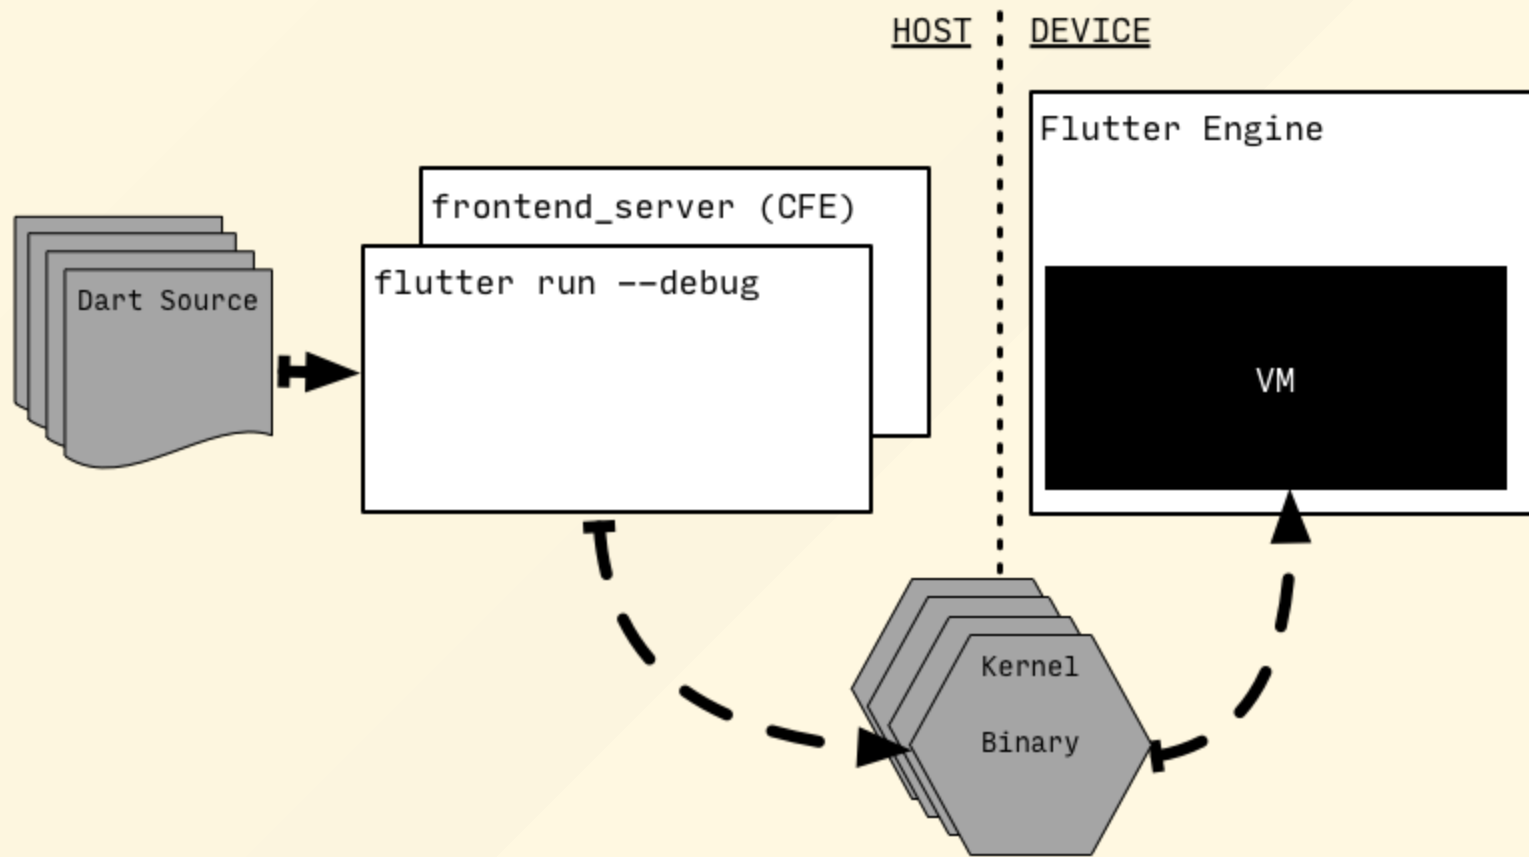 HOST
DEVICE
Flutter Engine
frontend_server (CFE)
flutter run --debug
Dart Source
VM
Kernel
Binary